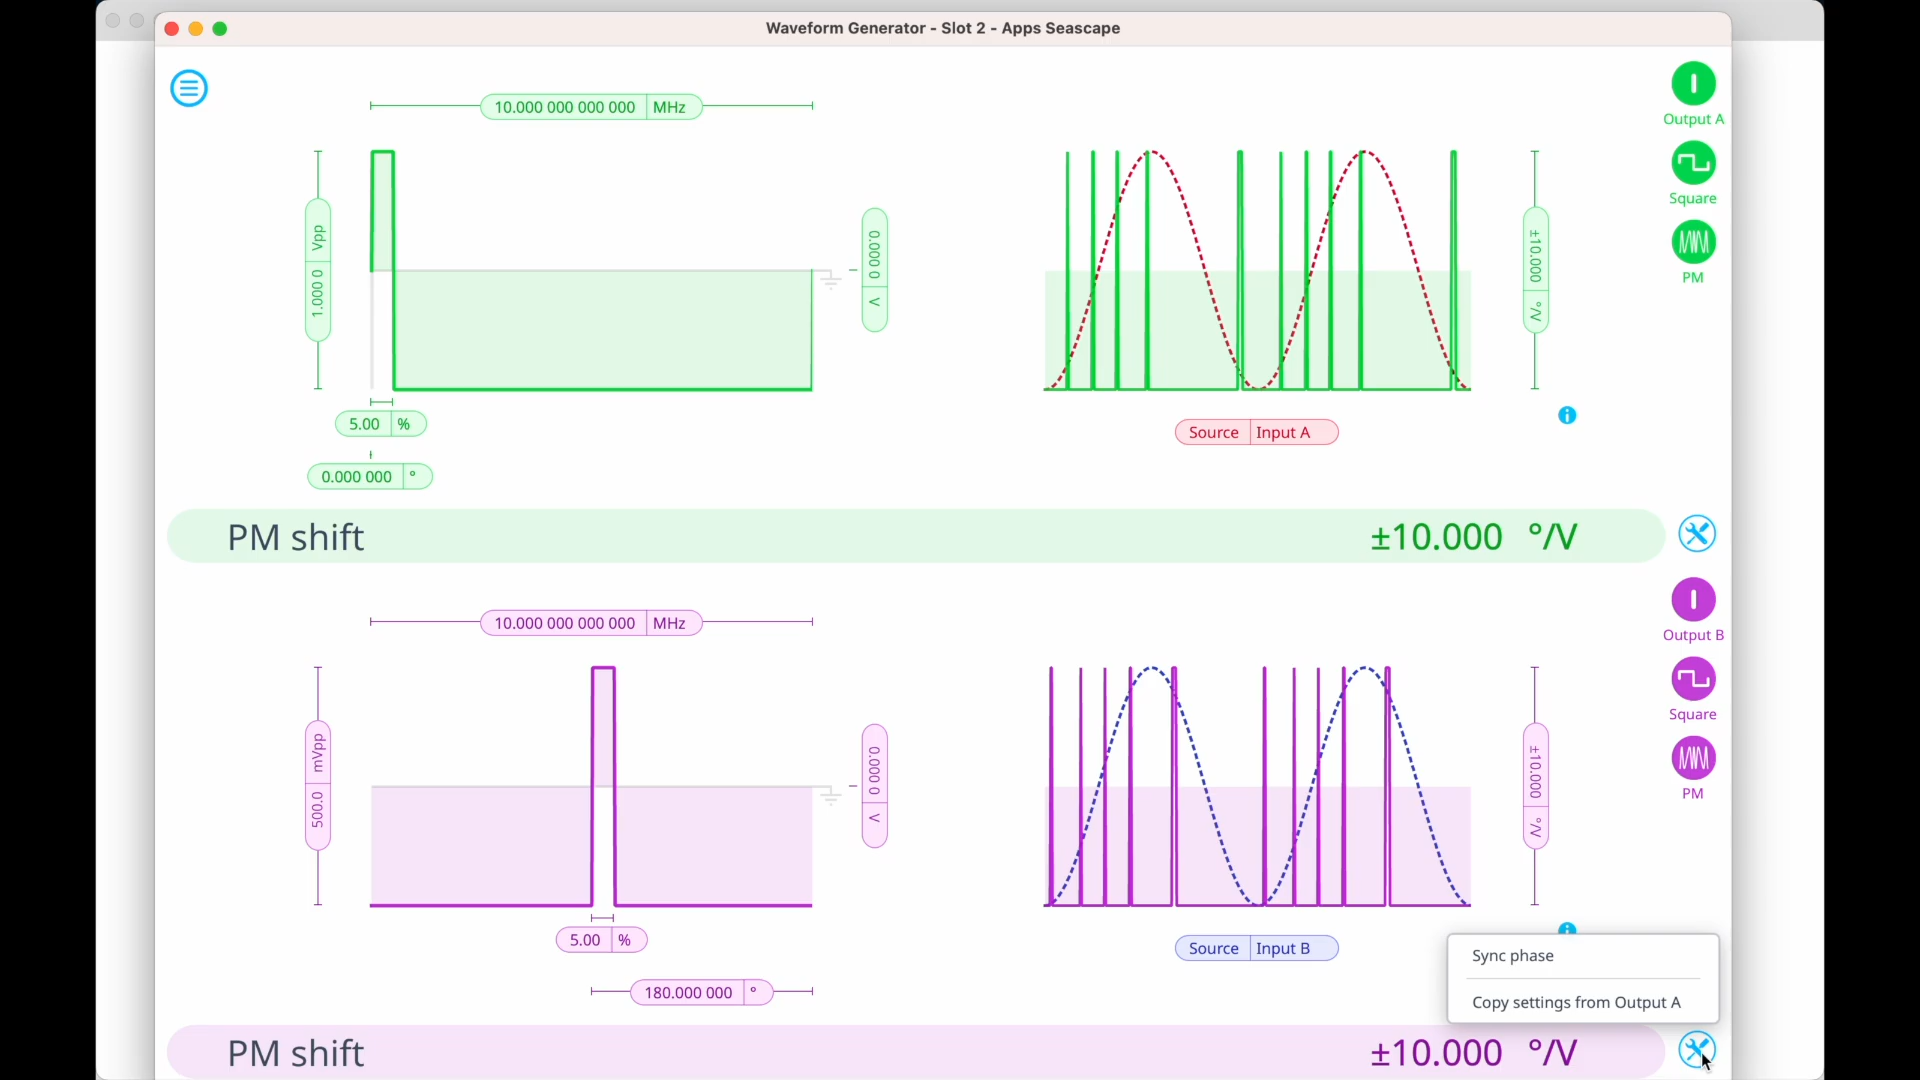 Waveform Generator - Slot 2 - Apps Seascape
10.000 000 000 000 MHz
Output A
Square
PM
1.000 0 Vpp
0.000 0 V
±10.000 °/V
5.00 %
0.000 000 °
Source Input A
PM shift ±10.000 °/V
10.000 000 000 000 MHz
Output B
Square
PM
500.0 mVpp
0.000 0 V
±10.000 °/V
5.00 %
Source Input B
180.000 000 °
Sync phase
Copy settings from Output A
PM shift ±10.000 °/V